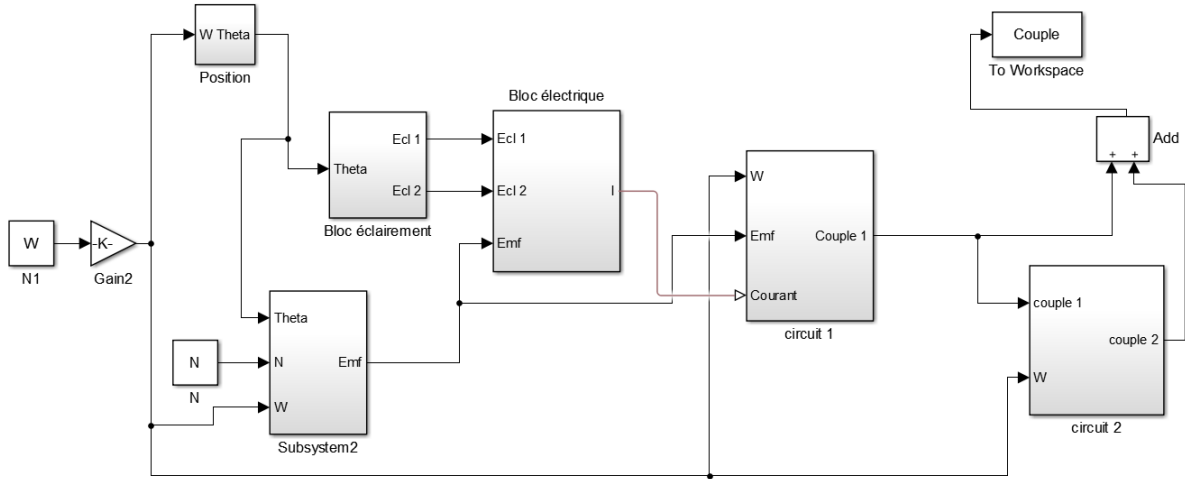 W Theta
Position
Couple
To Workspace
Bloc électrique
Ecl 1
Ecl 2
Emf
I
Theta
Ecl 1
Ecl 2
Bloc éclairement
Add
+ +
W
N1
-K-
Gain2
W
Emf
Courant
Couple 1
circuit 1
Theta
N
W
Emf
Subsystem2
N
N
couple 1
couple 2
W
circuit 2